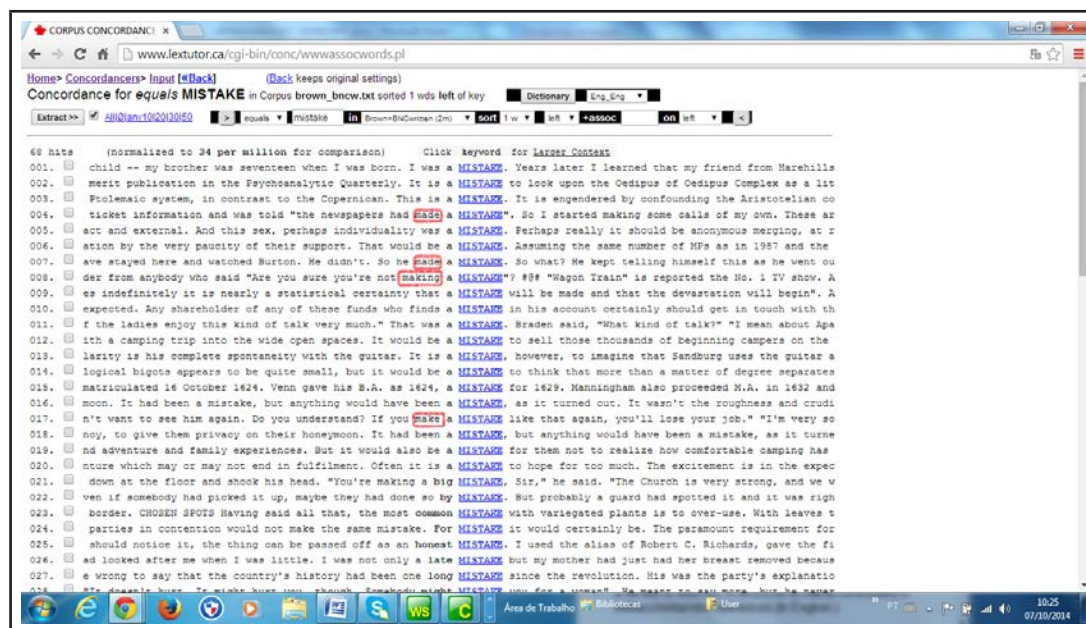 CORPUS CONCORDANCE ×
www.lextutor.ca/cgi-bin/conc/wwwassocwords.pl
Home> Concordancers> Input [«Back] (Back keeps original settings)
Concordance for equals MISTAKE in Corpus brown_bncw.txt sorted 1 wds left of key Dictionary Eng_Eng
Extract>> All|0|any10|20|30|50 > equals mistake in Brown+BNCwritten (2m) sort 1 w left +assoc on left <
68 hits (normalized to 34 per million for comparison) Click keyword for Larger Context
001. child -- my brother was seventeen when I was born. I was a MISTAKE. Years later I learned that my friend from Marehills
002. merit publication in the Psychoanalytic Quarterly. It is a MISTAKE to look upon the Oedipus of Oedipus Complex as a lit
003. Ptolemaic system, in contrast to the Copernican. This is a MISTAKE. It is engendered by confounding the Aristotelian co
004. ticket information and was told "the newspapers had made a MISTAKE". So I started making some calls of my own. These ar
005. act and external. And this sex, perhaps individuality was a MISTAKE. Perhaps really it should be anonymous merging, at r
006. ation by the very paucity of their support. That would be a MISTAKE. Assuming the same number of MPs as in 1987 and the
007. ave stayed here and watched Burton. He didn't. So he made a MISTAKE. So what? He kept telling himself this as he went ou
008. der from anybody who said "Are you sure you're not making a MISTAKE"? #@# "Wagon Train" is reported the No. 1 TV show. A
009. es indefinitely it is nearly a statistical certainty that a MISTAKE will be made and that the devastation will begin". A
010. expected. Any shareholder of any of these funds who finds a MISTAKE in his account certainly should get in touch with th
011. f the ladies enjoy this kind of talk very much." That was a MISTAKE. Braden said, "What kind of talk?" "I mean about Apa
012. ith a camping trip into the wide open spaces. It would be a MISTAKE to sell those thousands of beginning campers on the
013. larity is his complete spontaneity with the guitar. It is a MISTAKE, however, to imagine that Sandburg uses the guitar a
014. logical bigots appears to be quite small, but it would be a MISTAKE to think that more than a matter of degree separates
015. matriculated 16 October 1624. Venn gave his B.A. as 1624, a MISTAKE for 1629. Manningham also proceeded M.A. in 1632 and
016. moon. It had been a mistake, but anything would have been a MISTAKE, as it turned out. It wasn't the roughness and crudi
017. n't want to see him again. Do you understand? If you make a MISTAKE like that again, you'll lose your job." "I'm very so
018. noy, to give them privacy on their honeymoon. It had been a MISTAKE, but anything would have been a mistake, as it turne
019. nd adventure and family experiences. But it would also be a MISTAKE for them not to realize how comfortable camping has
020. nture which may or may not end in fulfilment. Often it is a MISTAKE to hope for too much. The excitement is in the expec
021. down at the floor and shook his head. "You're making a big MISTAKE, Sir," he said. "The Church is very strong, and we w
022. ven if somebody had picked it up, maybe they had done so by MISTAKE. But probably a guard had spotted it and it was righ
023. border. CHOSEN SPOTS Having said all that, the most common MISTAKE with variegated plants is to over-use. With leaves t
024. parties in contention would not make the same mistake. For MISTAKE it would certainly be. The paramount requirement for
025. should notice it, the thing can be passed off as an honest MISTAKE. I used the alias of Robert C. Richards, gave the fi
026. ad looked after me when I was little. I was not only a late MISTAKE but my mother had just had her breast removed becaus
027. e wrong to say that the country's history had been one long MISTAKE since the revolution. His was the party's explanatio
028. "It doesn't hurt. It might hurt you, though. Somebody might MISTAKE you for a woman". He meant to say more, but he never
WS C Área de Trabalho Bibliotecas User PT 10:25
07/10/2014